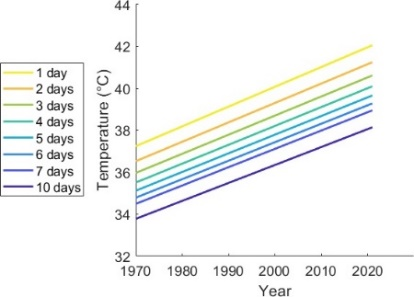 44
42
40
38
36
34
32
Temperature (°C)
1 day
2 days
3 days
4 days
5 days
6 days
7 days
10 days
1970 1980 1990 2000 2010 2020
Year